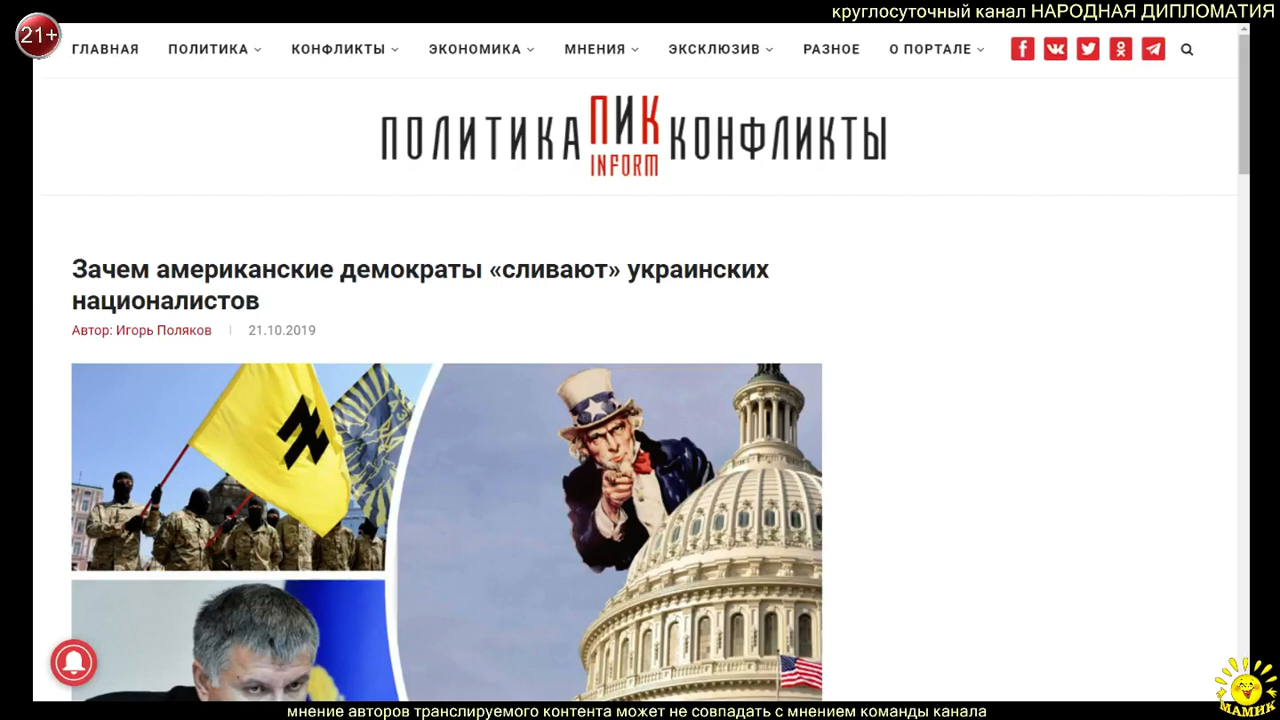 круглосуточный канал НАРОДНАЯ ДИПЛОМАТИЯ
21+
ГЛАВНАЯ ПОЛИТИКА КОНФЛИКТЫ ЭКОНОМИКА МНЕНИЯ ЭКСКЛЮЗИВ РАЗНОЕ О ПОРТАЛЕ
ПОЛИТИКА ПИК КОНФЛИКТЫ
INFORM
Зачем американские демократы «сливают» украинских
националистов
Автор: Игорь Поляков 21.10.2019
МАМИК
мнение авторов транслируемого контента может не совпадать с мнением команды канала